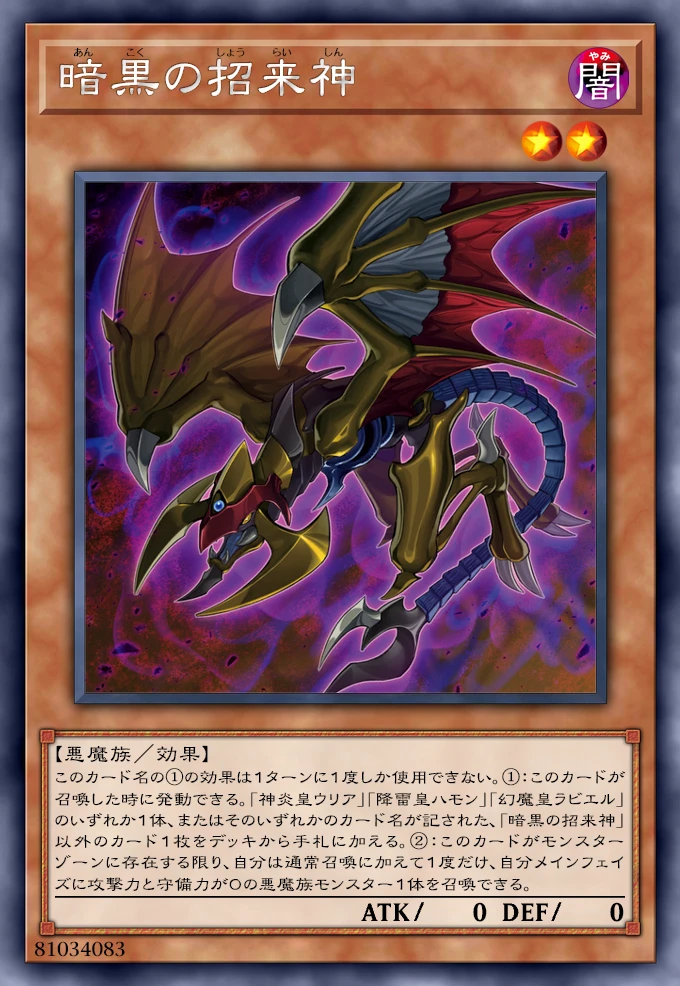 あん こく しょう らい しん
暗黒の招来神
やみ
闇
【悪魔族／効果】
このカード名の①の効果は１ターンに１度しか使用できない。①：このカードが
召喚した時に発動できる。「神炎皇ウリア」「降雷皇ハモン」「幻魔皇ラビエル」
のいずれか１体、またはそのいずれかのカード名が記された、「暗黒の招来神」
以外のカード１枚をデッキから手札に加える。②：このカードがモンスター
ゾーンに存在する限り、自分は通常召喚に加えて１度だけ、自分メインフェイ
ズに攻撃力と守備力が０の悪魔族モンスター１体を召喚できる。
ATK/ 0 DEF/ 0
81034083